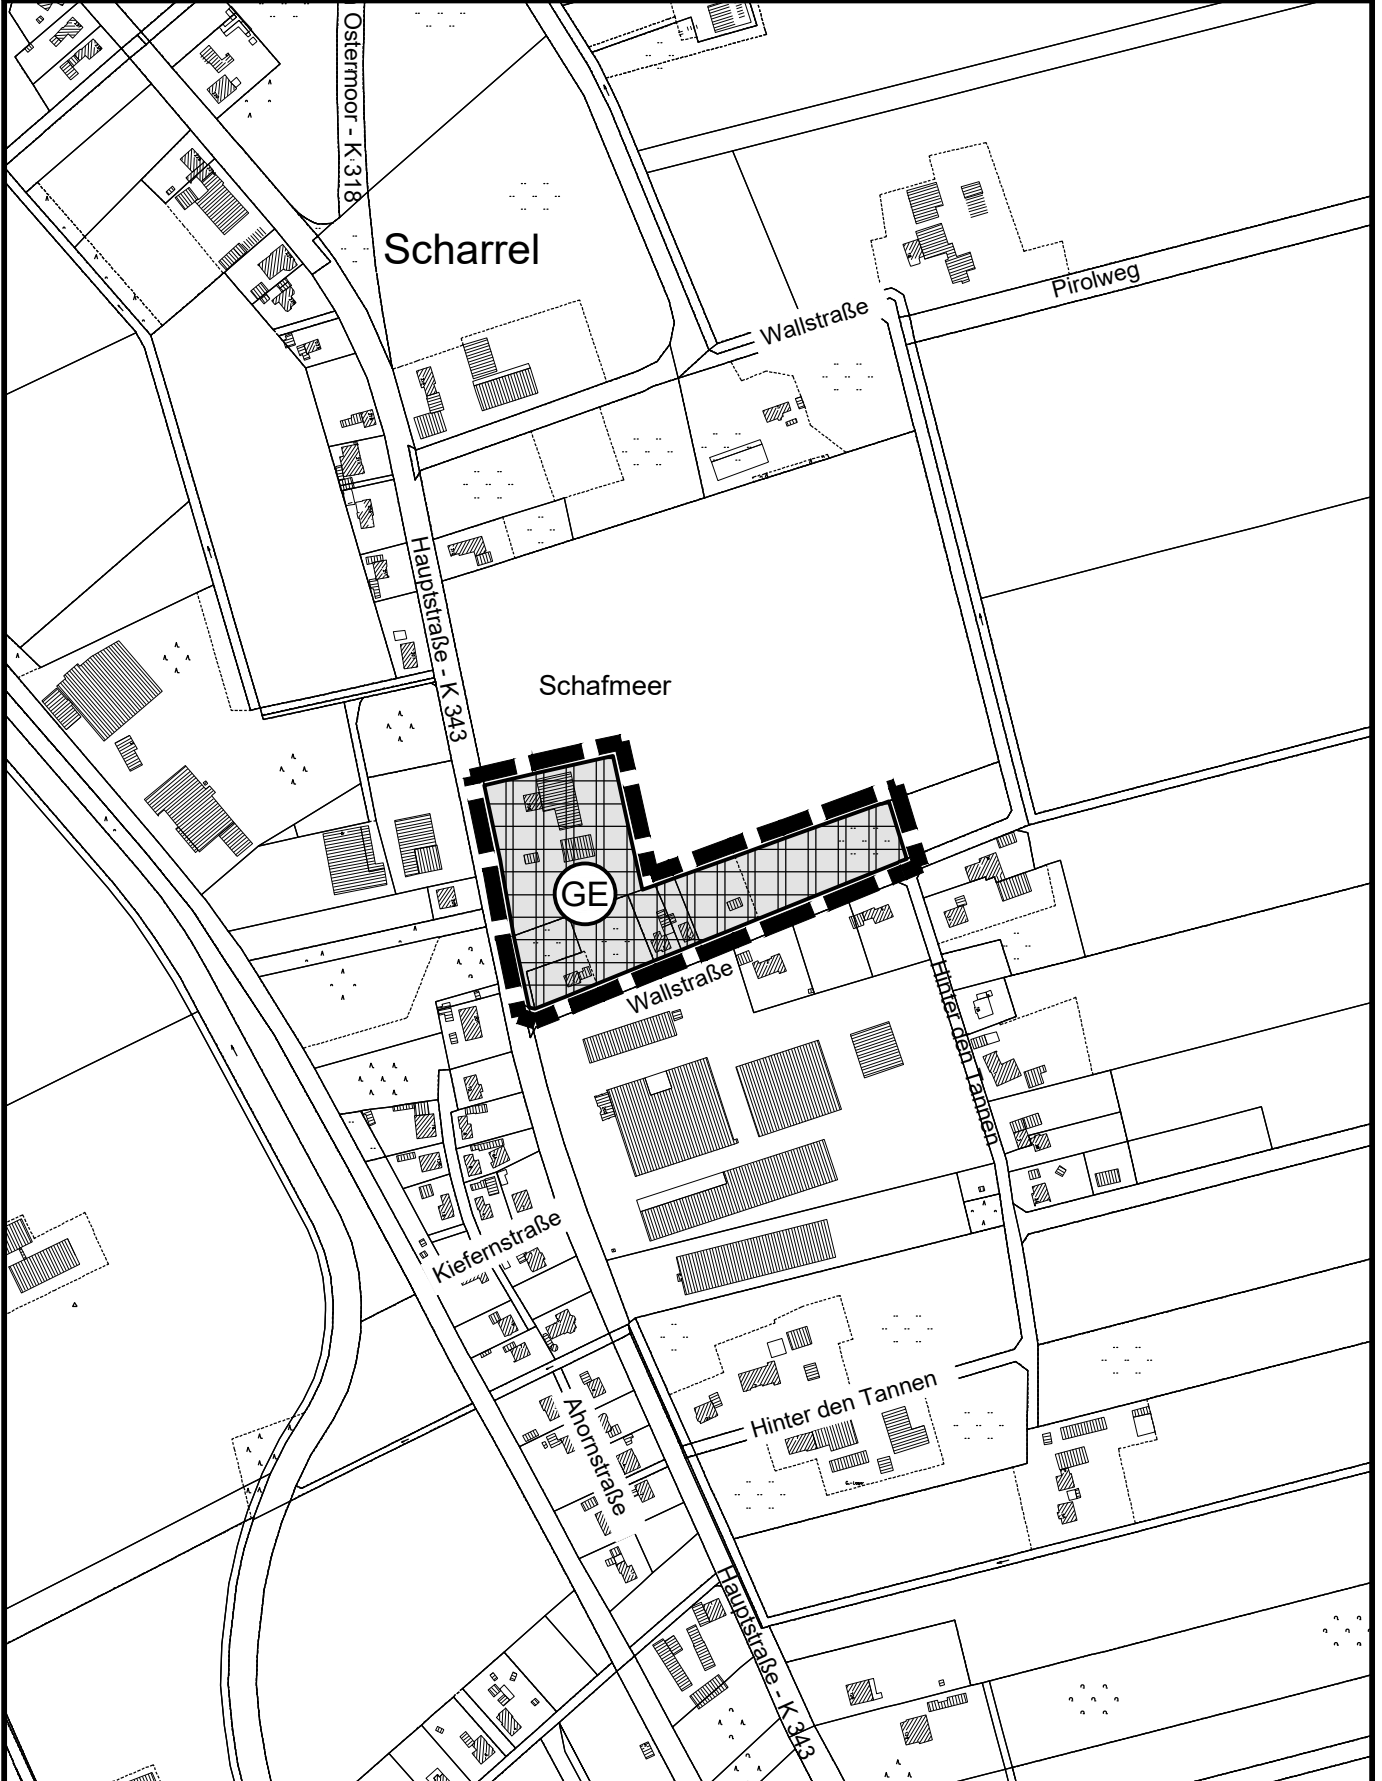 Ostermoor - K 318
Scharrel
Pirolweg
Wallstraße
Hauptstraße - K 343
Schafmeer
GE
Wallstraße
Hinter den Tannen
Kiefernstraße
Hinter den Tannen
Ahornstraße
Hauptstraße - K 343